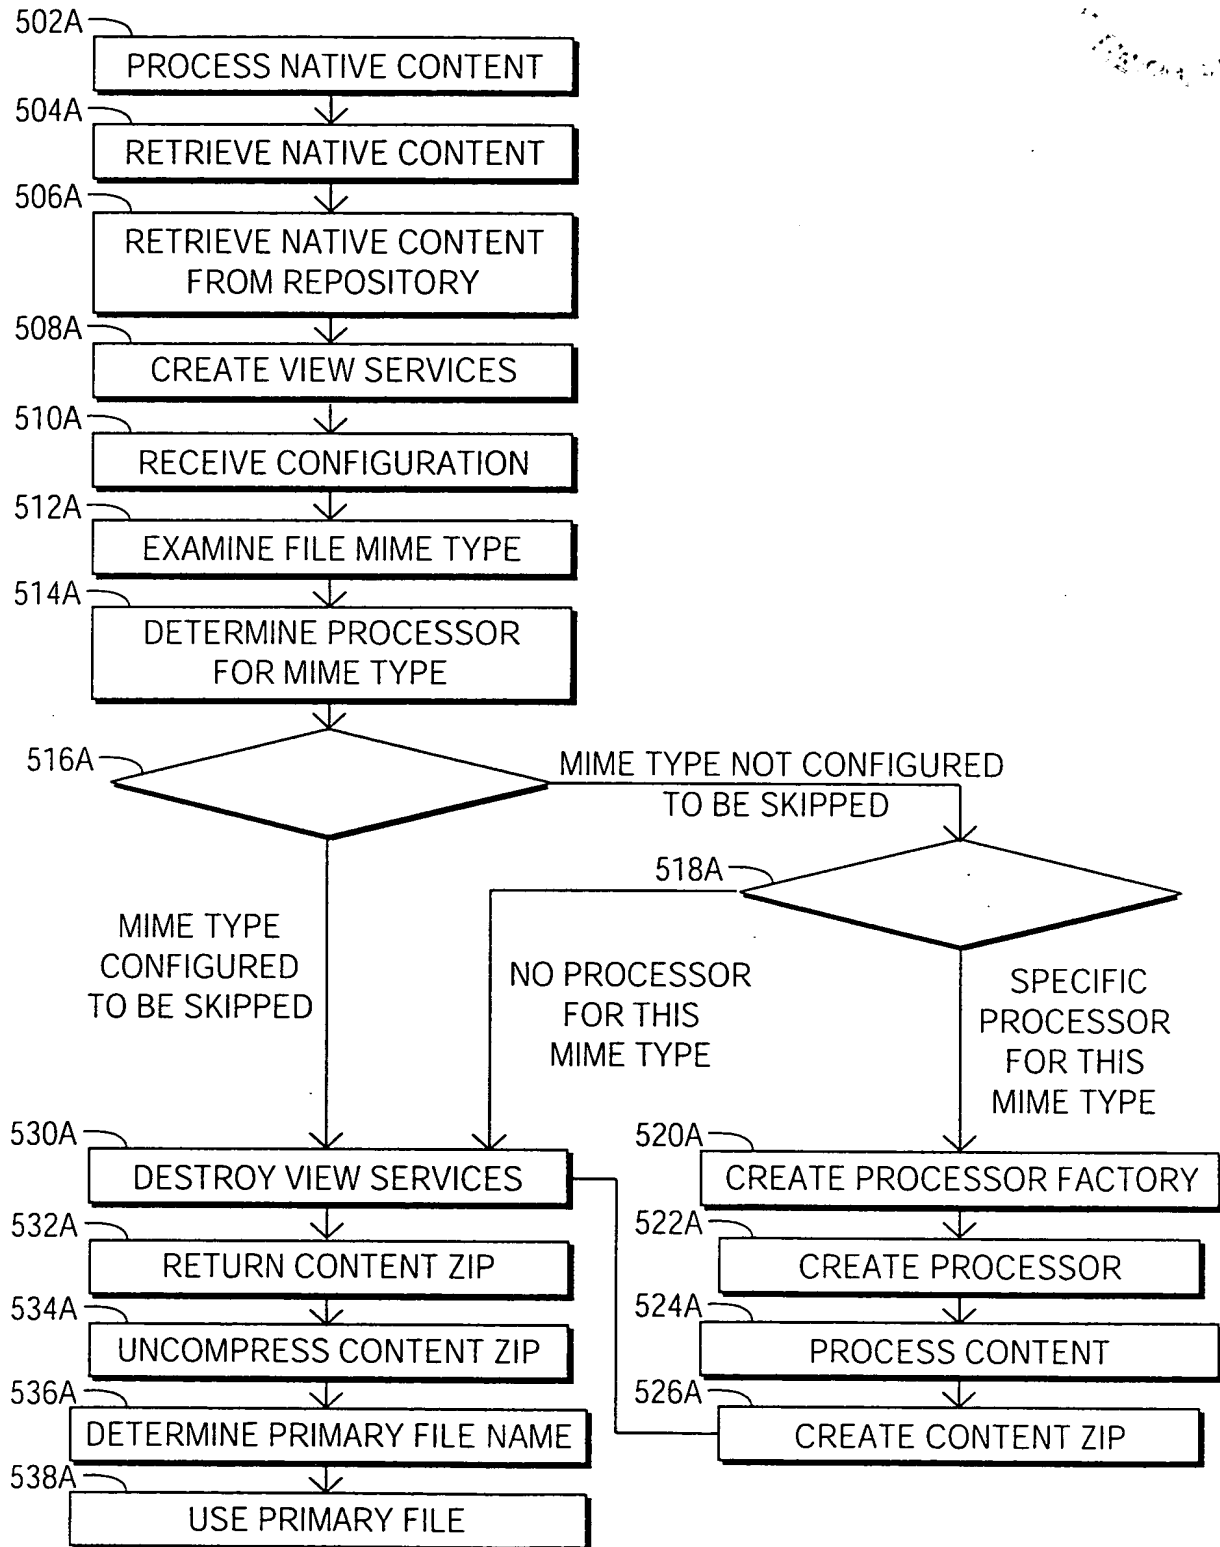 502A
PROCESS NATIVE CONTENT
504A
RETRIEVE NATIVE CONTENT
506A
RETRIEVE NATIVE CONTENT
FROM REPOSITORY
508A
CREATE VIEW SERVICES
510A
RECEIVE CONFIGURATION
512A
EXAMINE FILE MIME TYPE
514A
DETERMINE PROCESSOR
FOR MIME TYPE
516A
MIME TYPE NOT CONFIGURED
TO BE SKIPPED
518A
MIME TYPE
CONFIGURED
TO BE SKIPPED
NO PROCESSOR
FOR THIS
MIME TYPE
SPECIFIC
PROCESSOR
FOR THIS
MIME TYPE
530A
DESTROY VIEW SERVICES
532A
RETURN CONTENT ZIP
534A
UNCOMPRESS CONTENT ZIP
536A
DETERMINE PRIMARY FILE NAME
538A
USE PRIMARY FILE
520A
CREATE PROCESSOR FACTORY
522A
CREATE PROCESSOR
524A
PROCESS CONTENT
526A
CREATE CONTENT ZIP